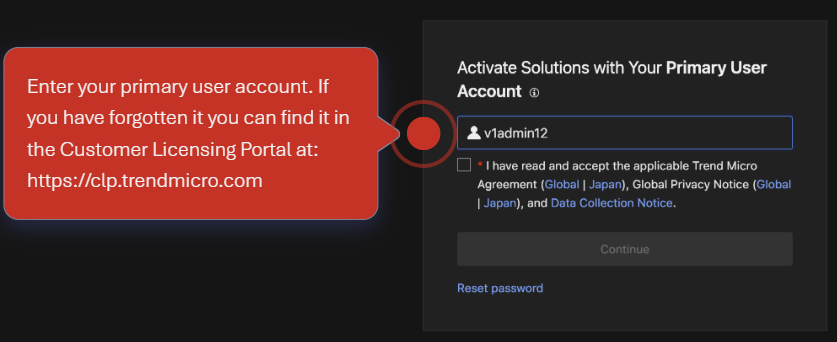 Enter your primary user account. If
you have forgotten it you can find it in
the Customer Licensing Portal at:
https://clp.trendmicro.com
Activate Solutions with Your Primary User
Account
v1admin12
* I have read and accept the applicable Trend Micro
Agreement (Global | Japan), Global Privacy Notice (Global
| Japan), and Data Collection Notice.
Continue
Reset password